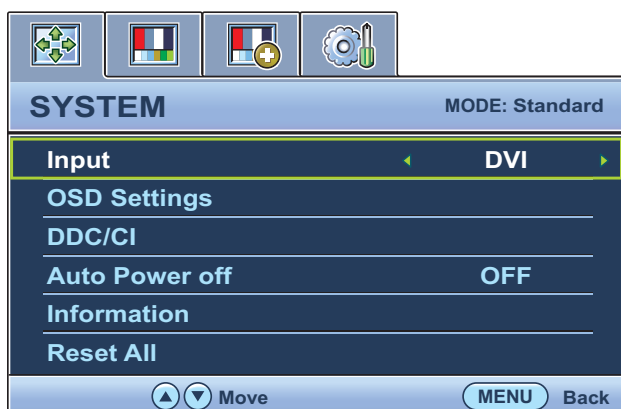 SYSTEM MODE: Standard
Input DVI
OSD Settings
DDC/CI
Auto Power off OFF
Information
Reset All
Move MENU Back